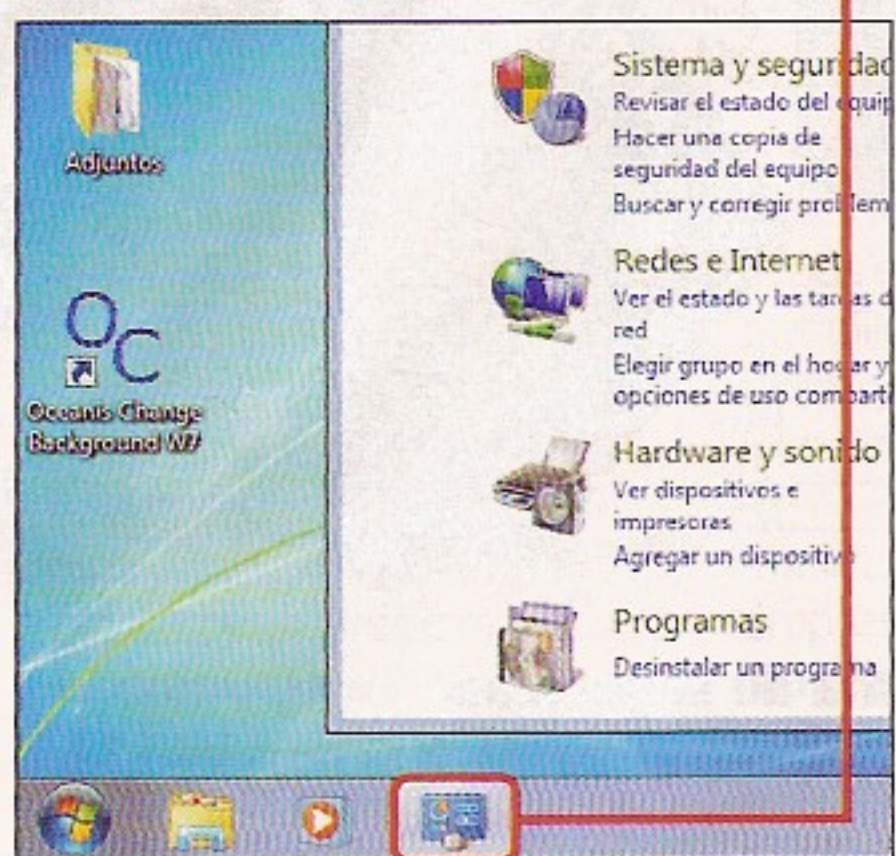 Adjuntos
Oceanis Change
Background W7
Sistema y seguridad
Revisar el estado del equip
Hacer una copia de
seguridad del equipo
Buscar y corregir problem
Redes e Internet
Ver el estado y las tareas d
red
Elegir grupo en el hogar y
opciones de uso comparti
Hardware y sonido
Ver dispositivos e
impresoras
Agregar un dispositivo
Programas
Desinstalar un programa